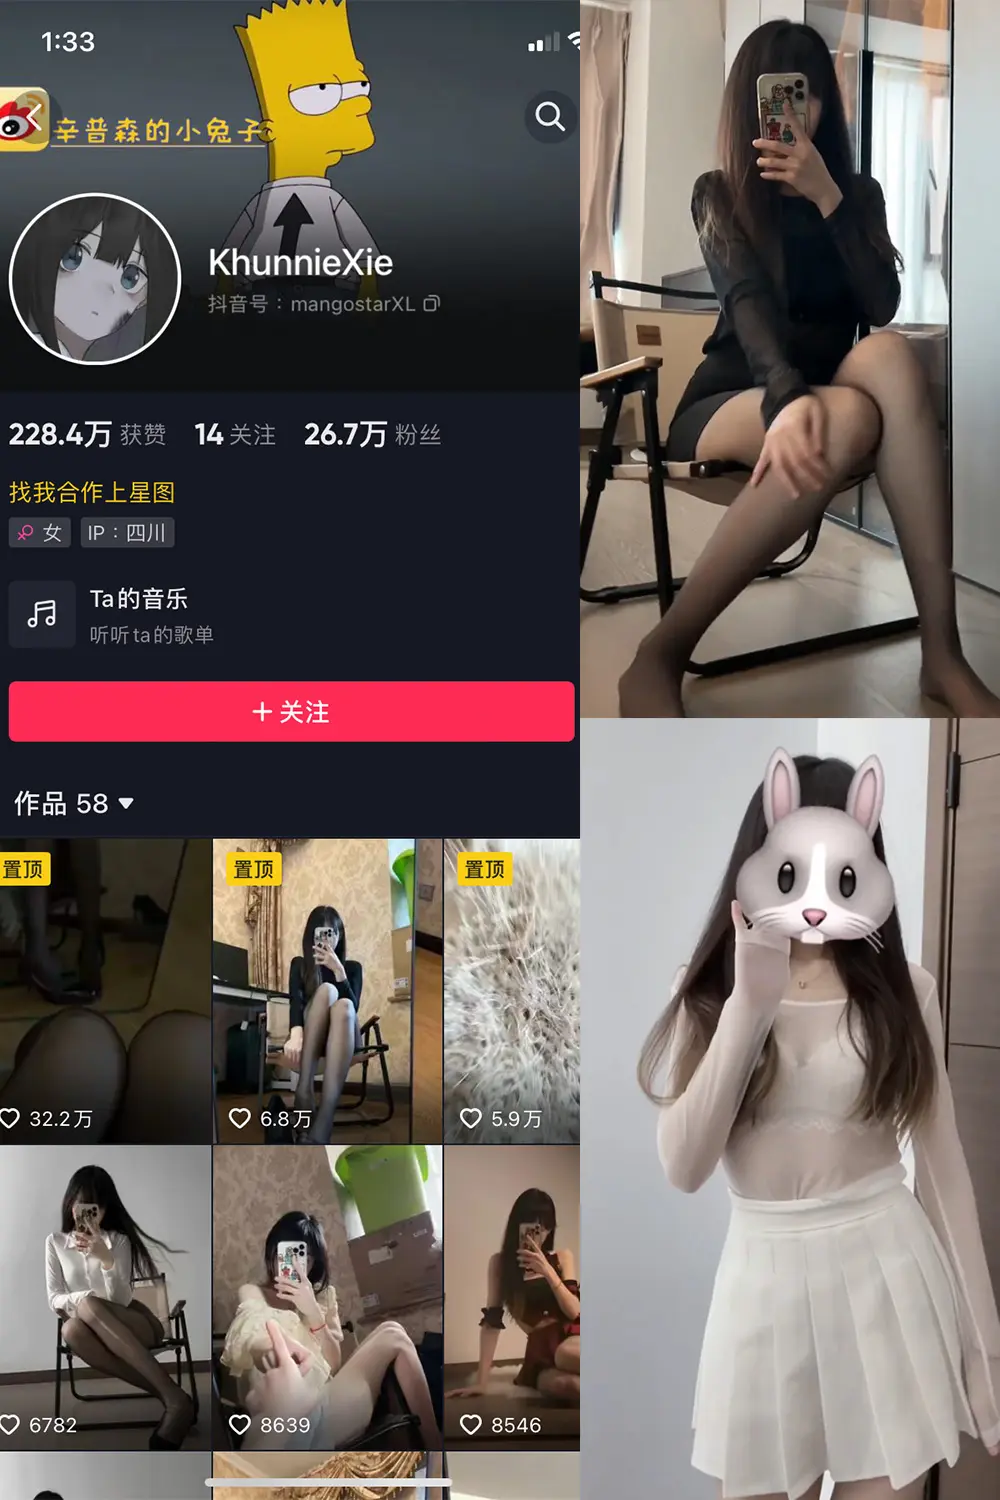 1:33
辛普森的小兔子
KhunnieXie
抖音号：mangostarXL
228.4万 获赞 14 关注 26.7万 粉丝
找我合作上星图
女 IP：四川
Ta的音乐
听听ta的歌单
+ 关注
作品 58
置顶 置顶 置顶
32.2万 6.8万 5.9万
6782 8639 8546